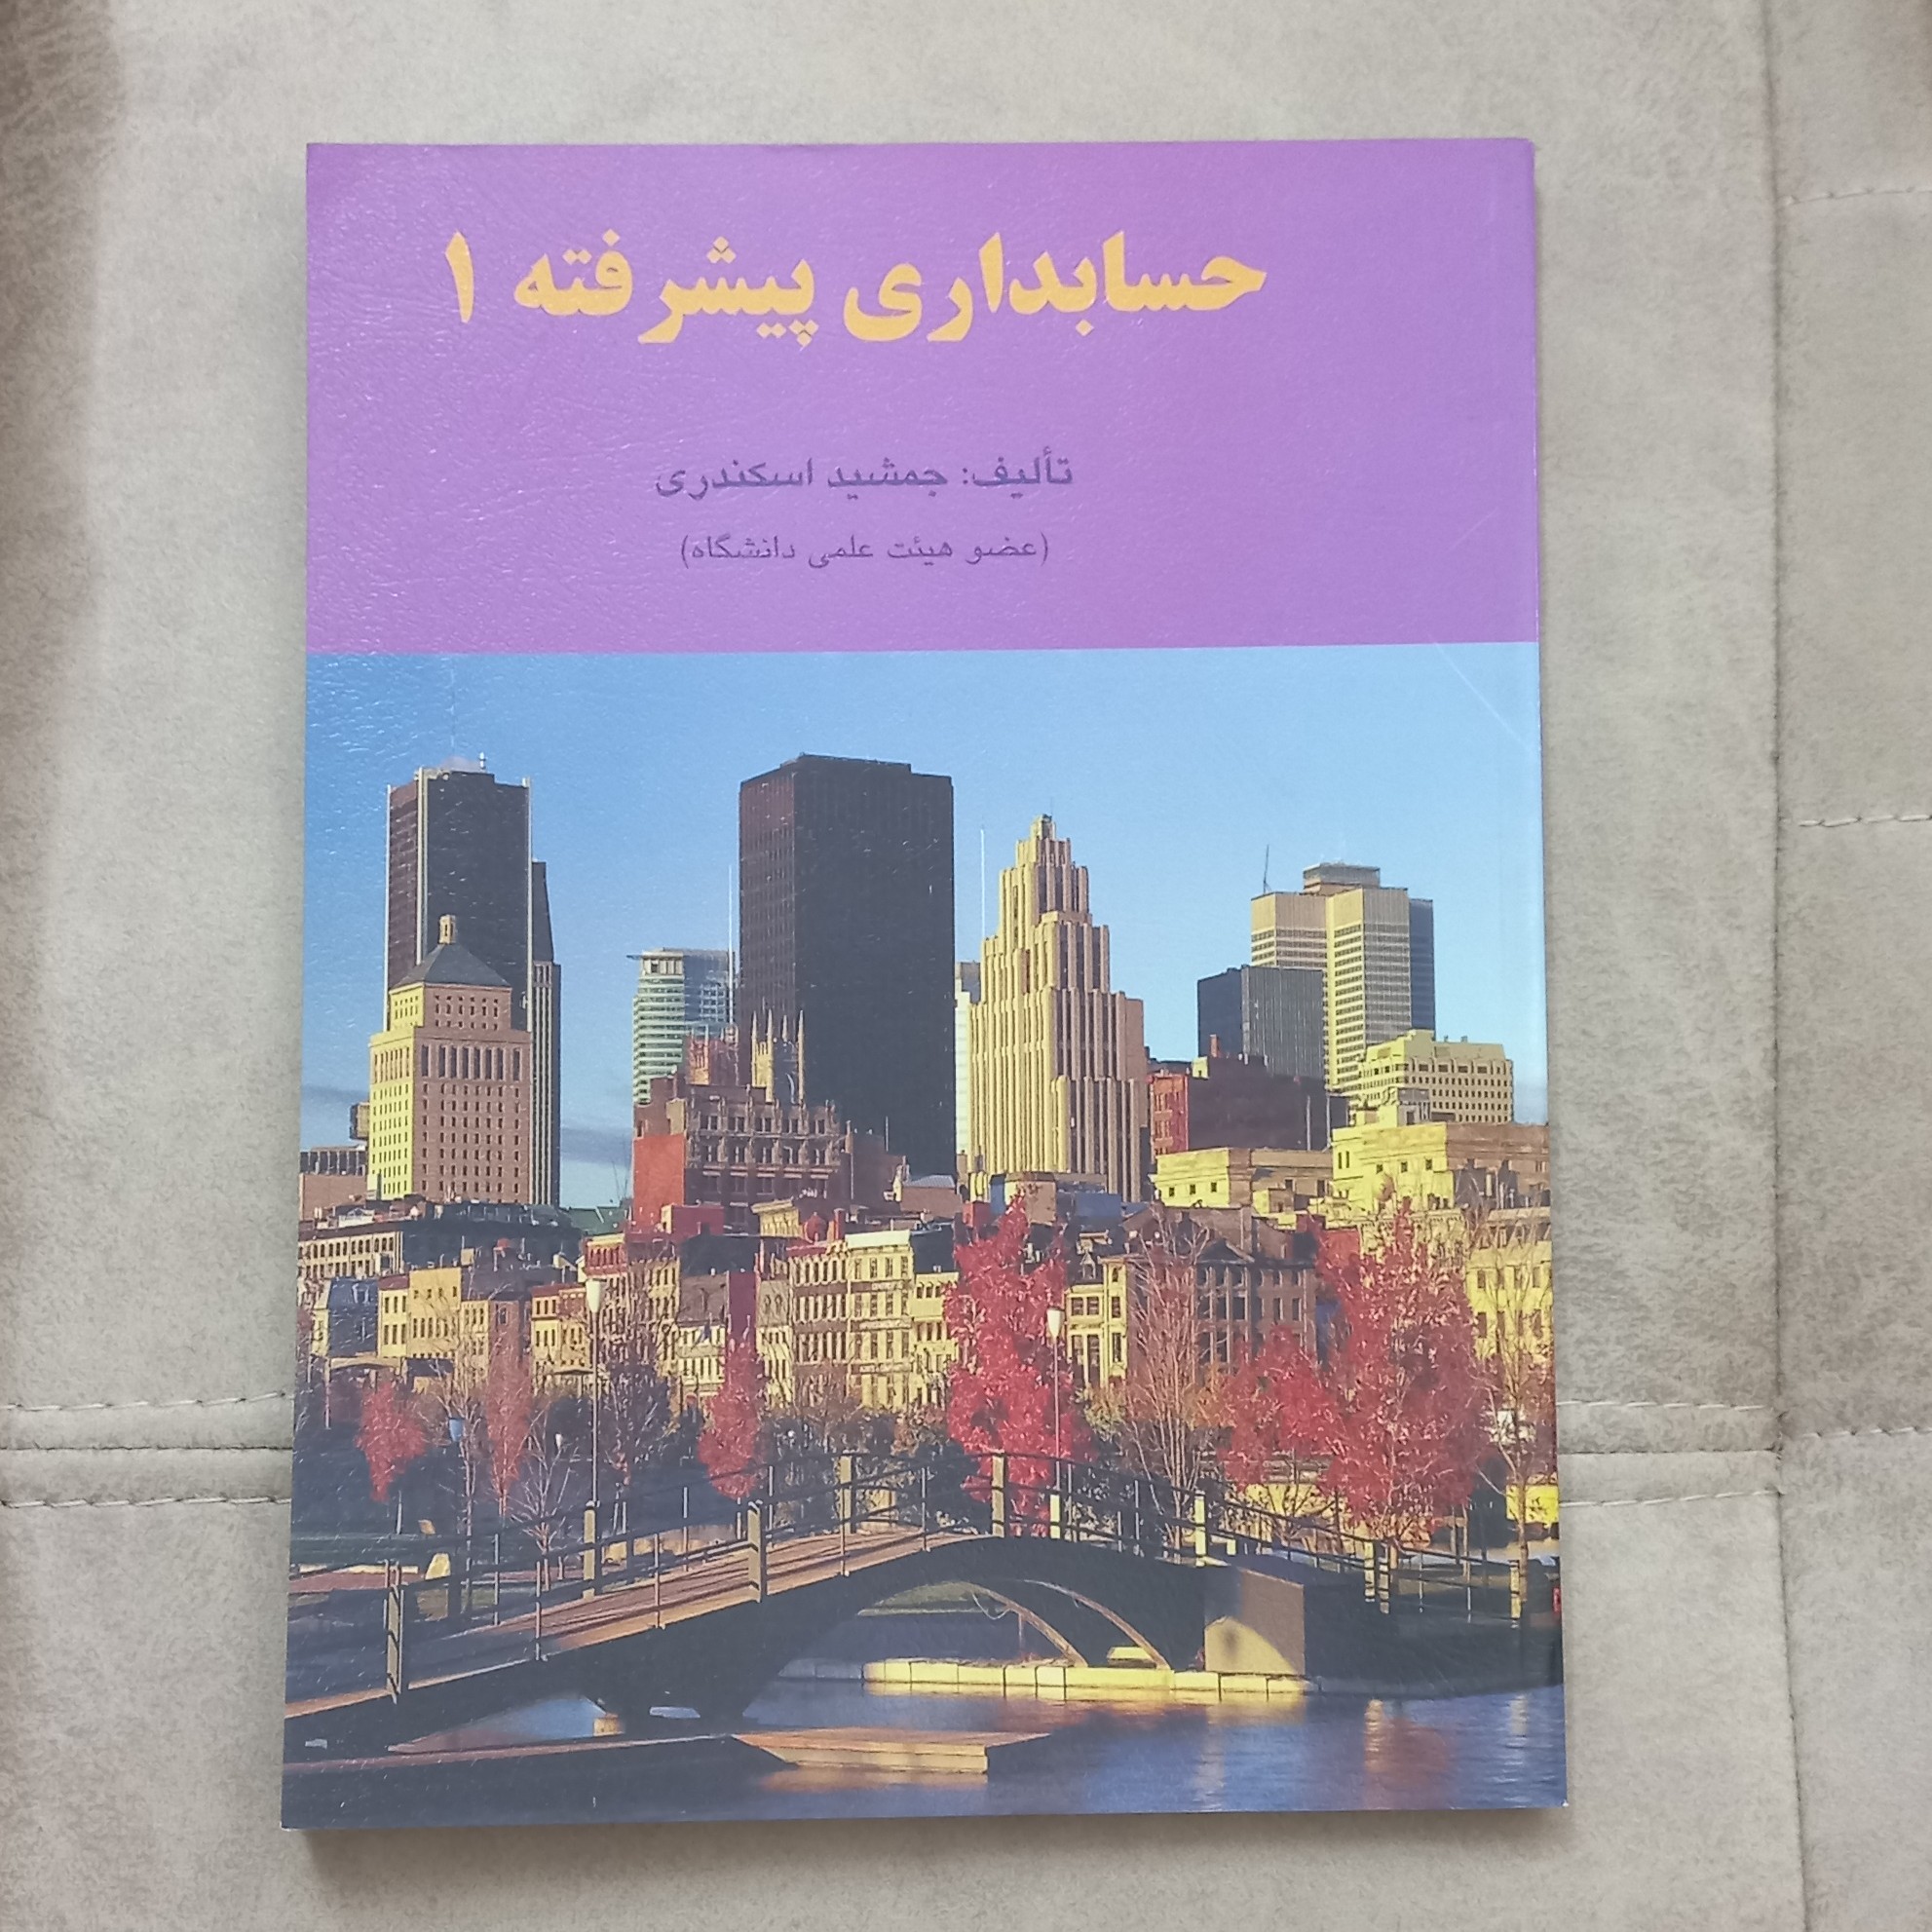 حسابداری پیشرفته ۱
تألیف: جمشید اسکندری
(عضو هیئت علمی دانشگاه)